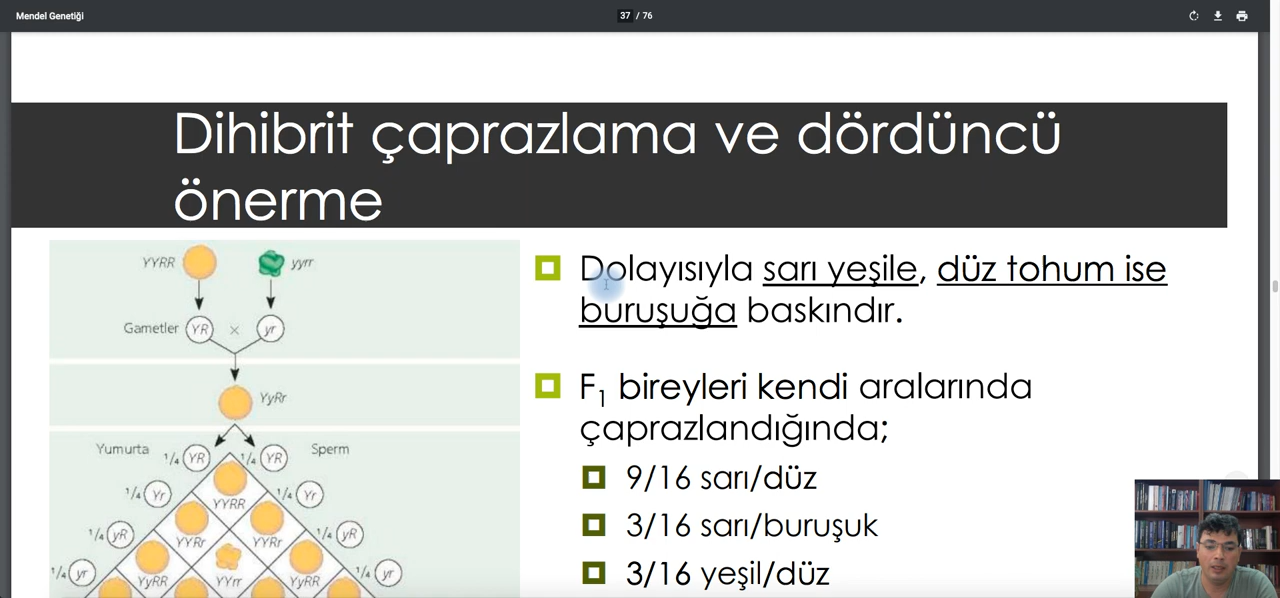 Mendel Genetiği
37 / 76
Dihibrit çaprazlama ve dördüncü
önerme
YYRR
yyrr
Gametler YR × yr
YyRr
Yumurta
Sperm
1/4 YR
1/4 YR
YYRR
1/4 Yr
1/4 Yr
YYRr
YYRr
1/4 yR
1/4 yR
YyRR
YYrr
YyRR
1/4 yr
1/4 yr
Dolayısıyla sarı yeşile, düz tohum ise
buruşuğa baskındır.
F1 bireyleri kendi aralarında
çaprazlandığında;
9/16 sarı/düz
3/16 sarı/buruşuk
3/16 yeşil/düz